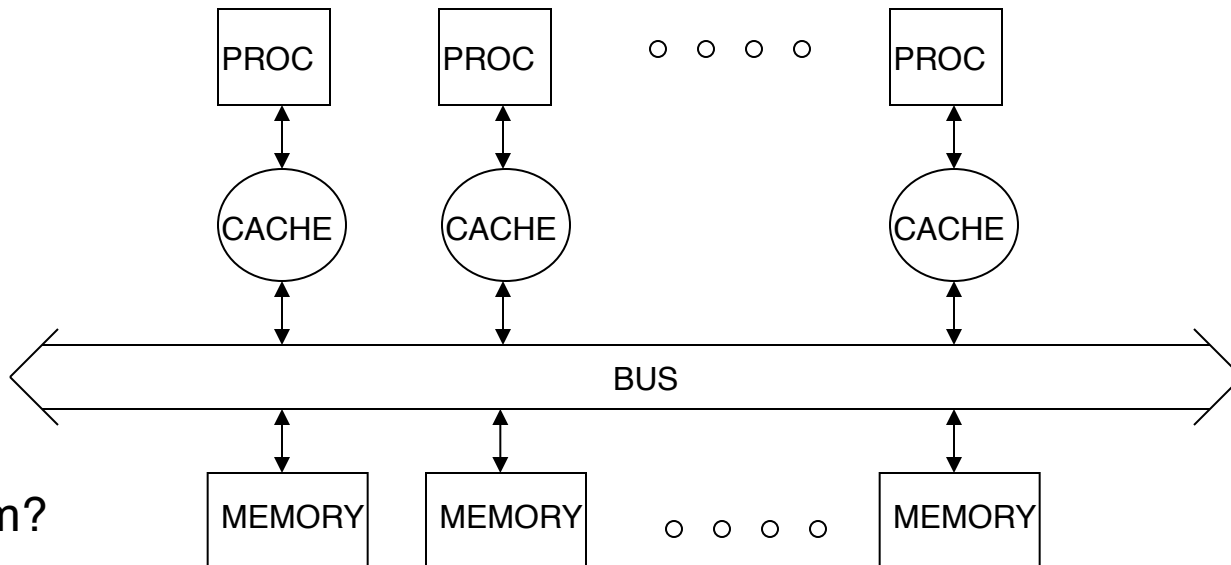 PROC PROC PROC
CACHE CACHE CACHE
BUS
m? MEMORY MEMORY MEMORY